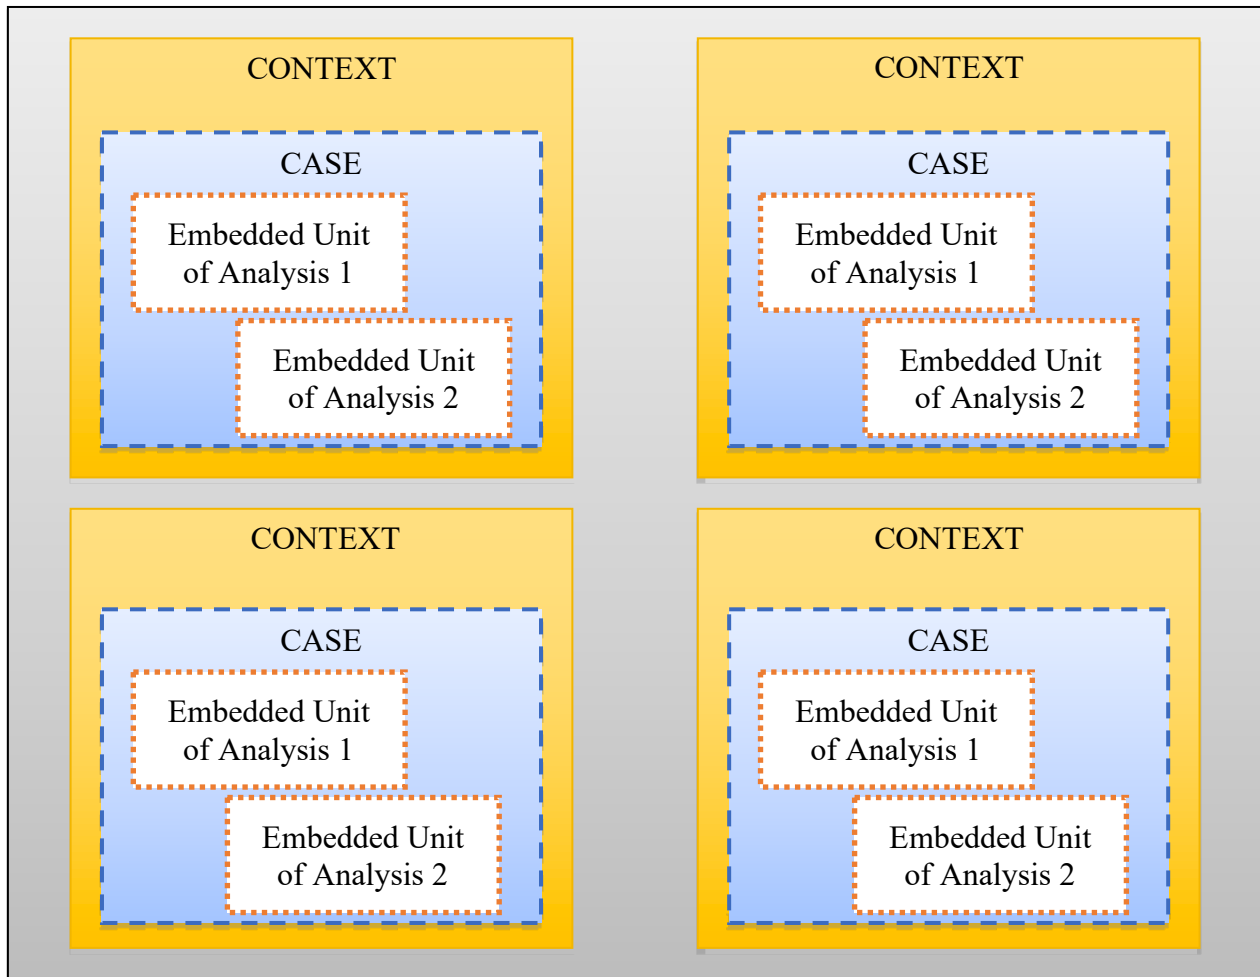 CONTEXT
CASE
Embedded Unit
of Analysis 1
Embedded Unit
of Analysis 2
CONTEXT
CASE
Embedded Unit
of Analysis 1
Embedded Unit
of Analysis 2
CONTEXT
CASE
Embedded Unit
of Analysis 1
Embedded Unit
of Analysis 2
CONTEXT
CASE
Embedded Unit
of Analysis 1
Embedded Unit
of Analysis 2